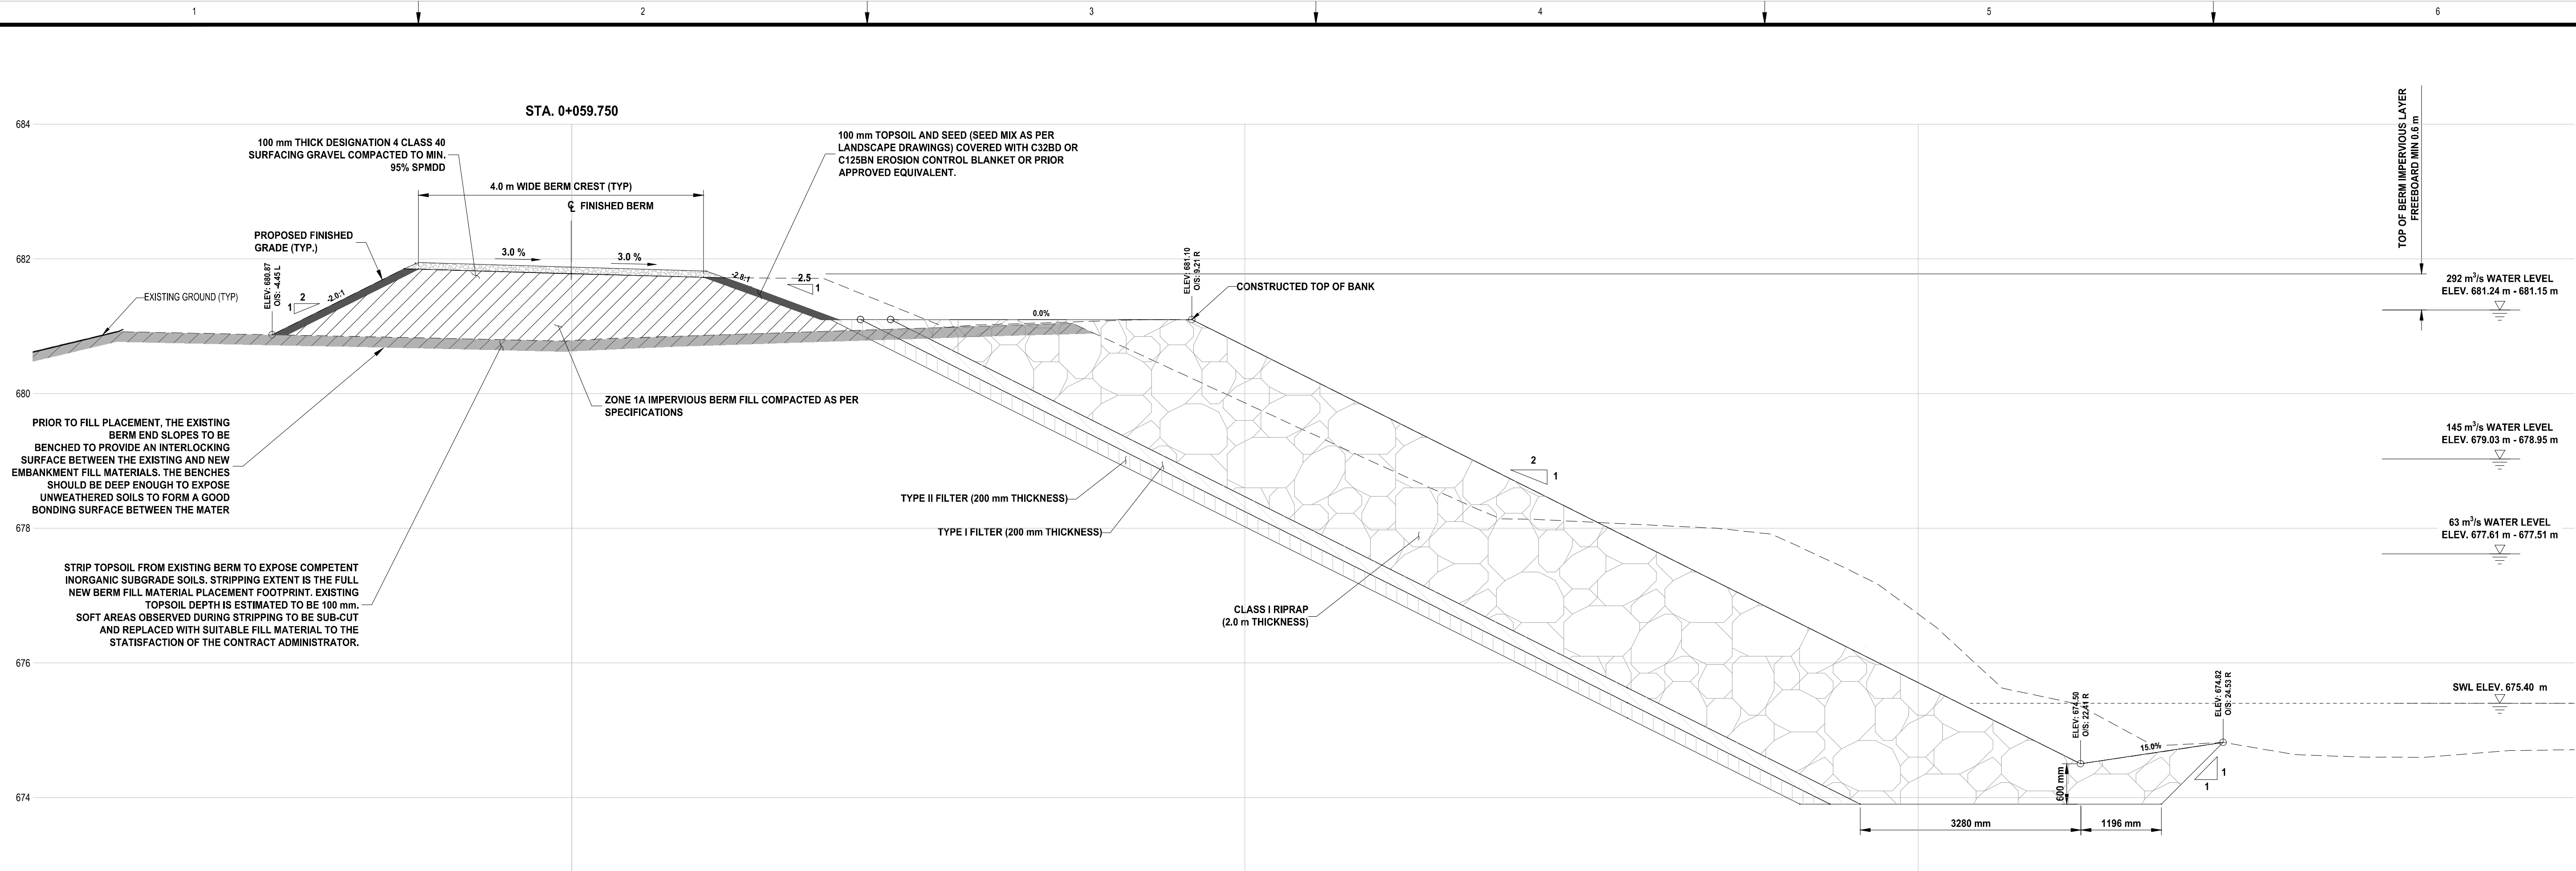 1
2
3
4
5
6
STA. 0+059.750
684
682
680
678
676
674
100 mm THICK DESIGNATION 4 CLASS 40
SURFACING GRAVEL COMPACTED TO MIN.
95% SPMDD
100 mm TOPSOIL AND SEED (SEED MIX AS PER
LANDSCAPE DRAWINGS) COVERED WITH C32BD OR
C125BN EROSION CONTROL BLANKET OR PRIOR
APPROVED EQUIVALENT.
4.0 m WIDE BERM CREST (TYP)
℄ FINISHED BERM
PROPOSED FINISHED
GRADE (TYP.)
3.0 %
3.0 %
EXISTING GROUND (TYP)
ELEV: 680.87
O/S: -4.45 L
2
1
-2.0:1
-2.8:1
2.5
1
ELEV: 681.10
O/S: 9.21 R
CONSTRUCTED TOP OF BANK
0.0%
TOP OF BERM IMPERVIOUS LAYER
FREEBOARD MIN 0.6 m
292 m³/s WATER LEVEL
ELEV. 681.24 m - 681.15 m
145 m³/s WATER LEVEL
ELEV. 679.03 m - 678.95 m
63 m³/s WATER LEVEL
ELEV. 677.61 m - 677.51 m
SWL ELEV. 675.40 m
ZONE 1A IMPERVIOUS BERM FILL COMPACTED AS PER
SPECIFICATIONS
PRIOR TO FILL PLACEMENT, THE EXISTING
BERM END SLOPES TO BE
BENCHED TO PROVIDE AN INTERLOCKING
SURFACE BETWEEN THE EXISTING AND NEW
EMBANKMENT FILL MATERIALS. THE BENCHES
SHOULD BE DEEP ENOUGH TO EXPOSE
UNWEATHERED SOILS TO FORM A GOOD
BONDING SURFACE BETWEEN THE MATER
STRIP TOPSOIL FROM EXISTING BERM TO EXPOSE COMPETENT
INORGANIC SUBGRADE SOILS. STRIPPING EXTENT IS THE FULL
NEW BERM FILL MATERIAL PLACEMENT FOOTPRINT. EXISTING
TOPSOIL DEPTH IS ESTIMATED TO BE 100 mm.
SOFT AREAS OBSERVED DURING STRIPPING TO BE SUB-CUT
AND REPLACED WITH SUITABLE FILL MATERIAL TO THE
STATISFACTION OF THE CONTRACT ADMINISTRATOR.
2
1
TYPE II FILTER (200 mm THICKNESS)
TYPE I FILTER (200 mm THICKNESS)
CLASS I RIPRAP
(2.0 m THICKNESS)
ELEV: 674.50
O/S: 22.41 R
ELEV: 674.82
O/S: 24.53 R
15.0%
1
1
600 mm
3280 mm
1196 mm